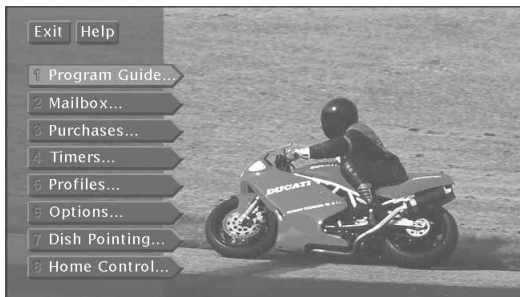 Exit Help
1 Program Guide...
2 Mailbox...
3 Purchases...
4 Timers...
5 Profiles...
6 Options...
7 Dish Pointing...
8 Home Control...
DUCATI